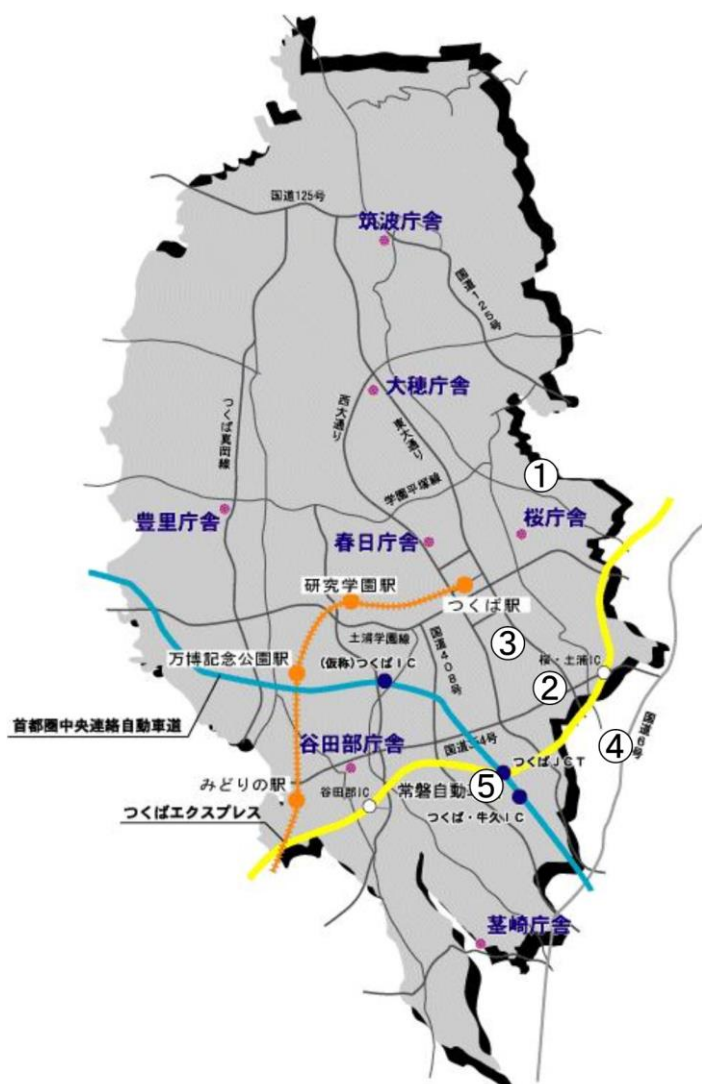 国道125号
筑波庁舎
国道125号
大穂庁舎
つくば真岡線
西大通り
東大通り
①
学園平塚線
豊里庁舎
春日庁舎
桜庁舎
研究学園駅
つくば駅
土浦学園線
③
万博記念公園駅
(仮称)つくばIC
国道408号
桜・土浦IC
②
首都圏中央連絡自動車道
国道6号
④
谷田部庁舎
国道354号
つくばJCT
みどりの駅
谷田部IC
常磐自動
⑤
つくばエクスプレス
つくば・牛久IC
茎崎庁舎